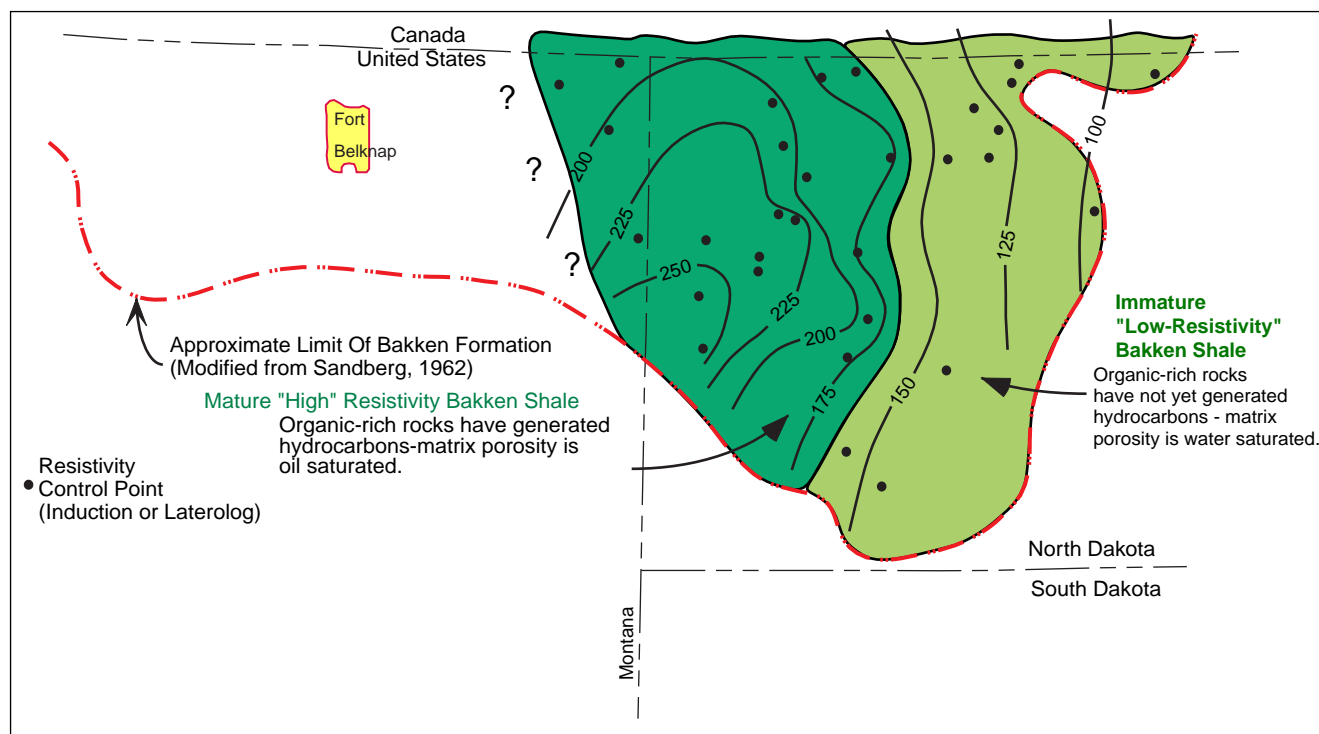 Canada
United States
Fort
Belknap
?
?
?
200
225
250
225
200
175
150
125
100
Approximate Limit Of Bakken Formation
(Modified from Sandberg, 1962)
Mature "High" Resistivity Bakken Shale
Organic-rich rocks have generated
hydrocarbons-matrix porosity is
oil saturated.
Immature
"Low-Resistivity"
Bakken Shale
Organic-rich rocks
have not yet generated
hydrocarbons - matrix
porosity is water saturated.
Resistivity
Control Point
(Induction or Laterolog)
North Dakota
South Dakota
Montana